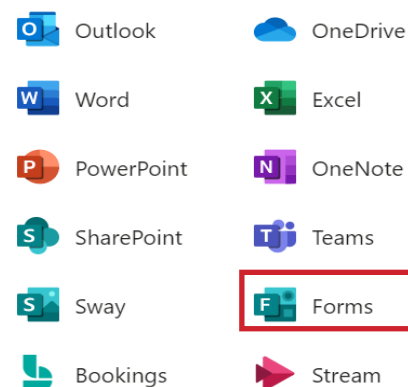 O Outlook OneDrive
W Word X Excel
P PowerPoint N OneNote
S SharePoint T Teams
S Sway F Forms
Bookings Stream